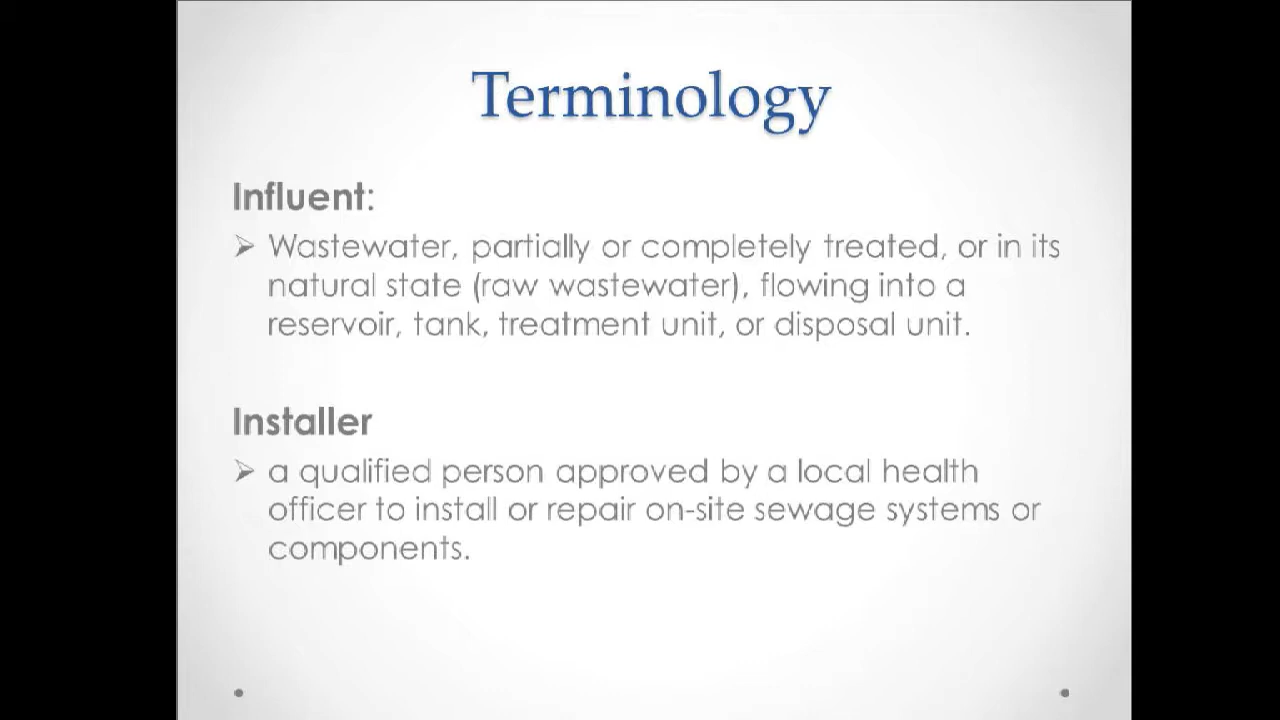 Terminology
Influent:
➢ Wastewater, partially or completely treated, or in its
natural state (raw wastewater), flowing into a
reservoir, tank, treatment unit, or disposal unit.
Installer
➢ a qualified person approved by a local health
officer to install or repair on-site sewage systems or
components.